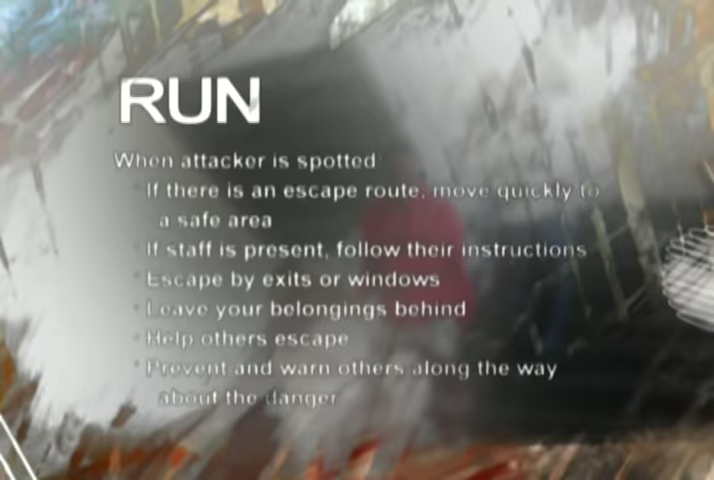 RUN
When attacker is spotted
If there is an escape route, move quickly to
a safe area
If staff is present, follow their instructions
Escape by exits or windows
Leave your belongings behind
Help others escape
Prevent and warn others along the way
about the danger